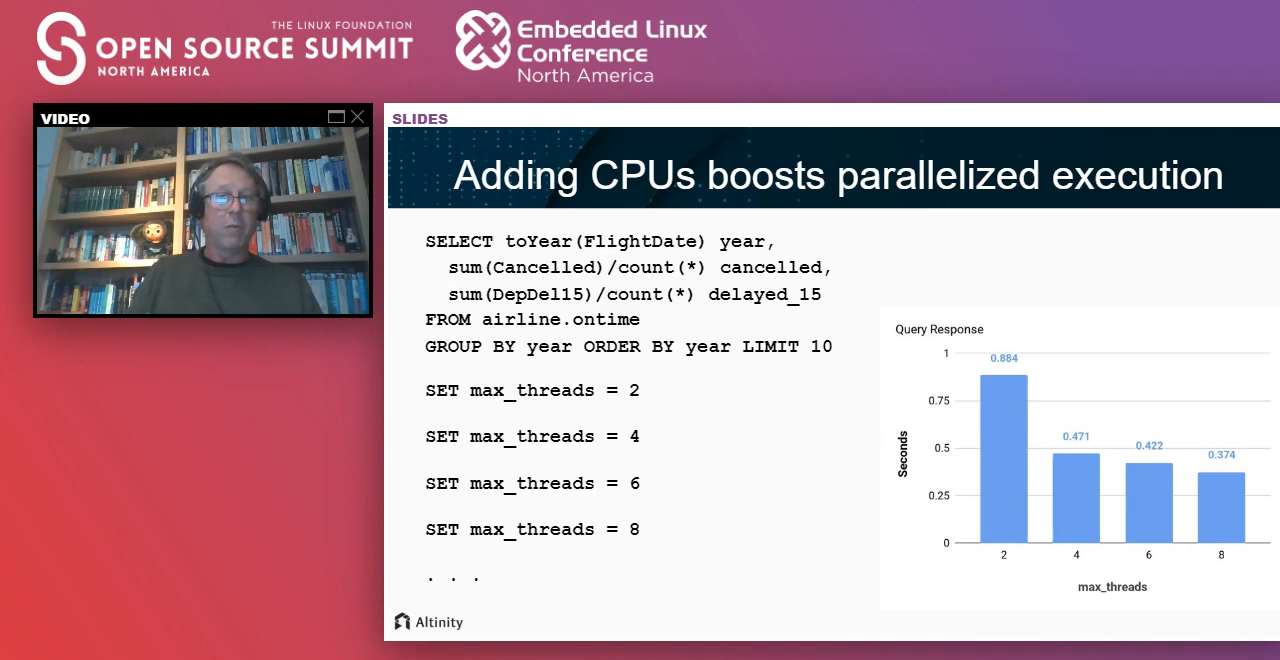 THE LINUX FOUNDATION
OPEN SOURCE SUMMIT
NORTH AMERICA
Embedded Linux
Conference
North America
VIDEO
SLIDES
Adding CPUs boosts parallelized execution
SELECT toYear(FlightDate) year,
sum(Cancelled)/count(*) cancelled,
sum(DepDel15)/count(*) delayed_15
FROM airline.ontime
GROUP BY year ORDER BY year LIMIT 10
SET max_threads = 2
SET max_threads = 4
SET max_threads = 6
SET max_threads = 8
. . .
Query Response
Seconds
1
0.75
0.5
0.25
0
0.884
0.471
0.422
0.374
2 4 6 8
max_threads
Altinity